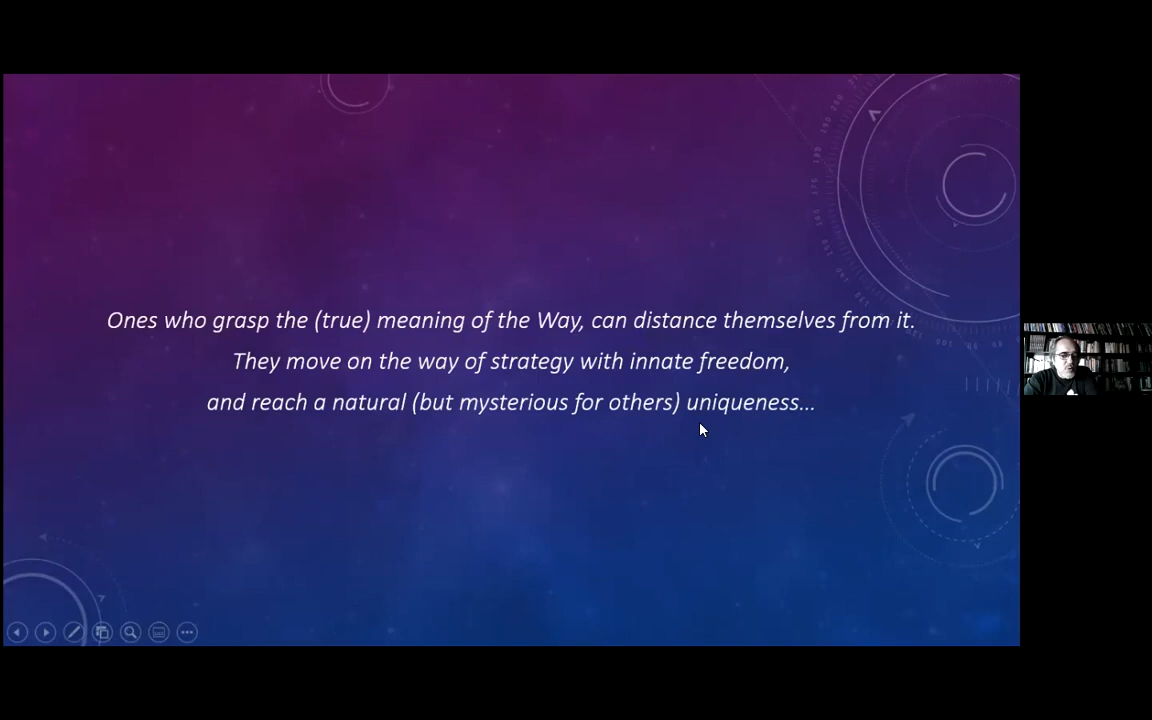 Ones who grasp the (true) meaning of the Way, can distance themselves from it.
They move on the way of strategy with innate freedom,
and reach a natural (but mysterious for others) uniqueness...